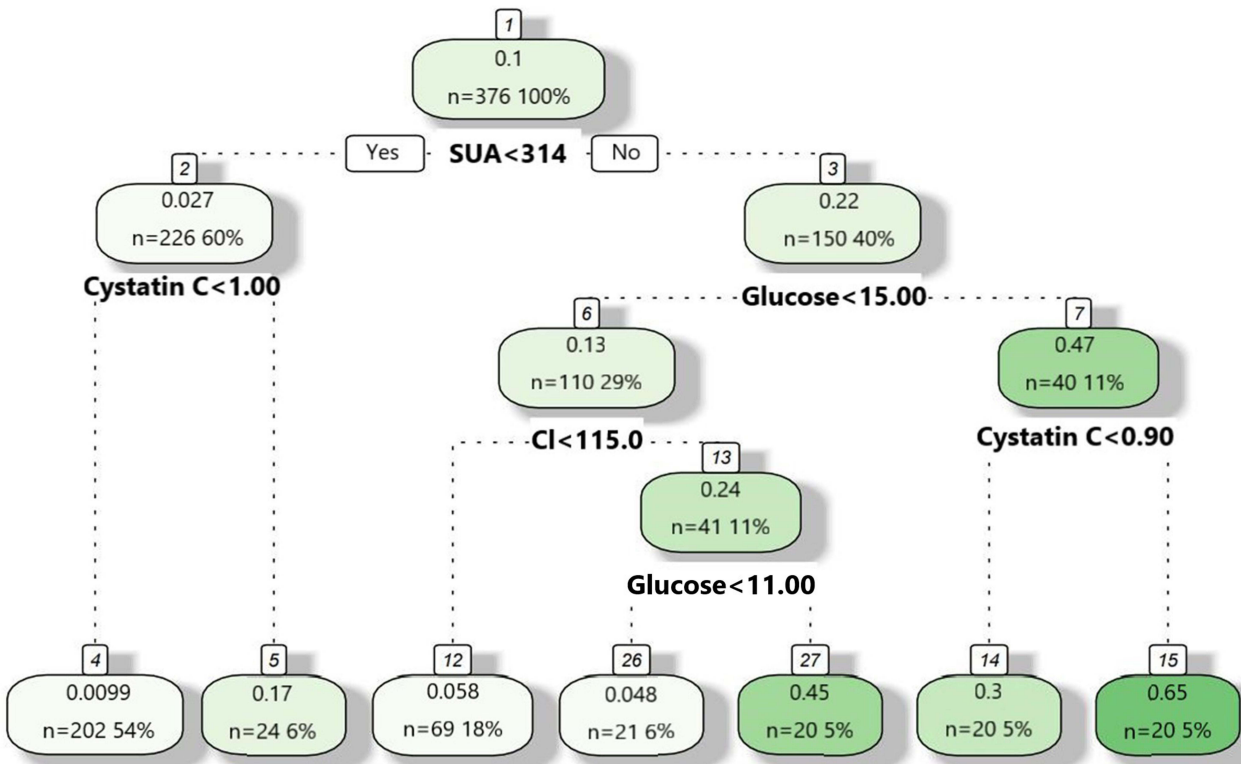 1
0.1
n=376 100%
Yes SUA<314 No
2
0.027
n=226 60%
Cystatin C<1.00
3
0.22
n=150 40%
Glucose<15.00
6
0.13
n=110 29%
Cl<115.0
7
0.47
n=40 11%
Cystatin C<0.90
13
0.24
n=41 11%
Glucose<11.00
4
0.0099
n=202 54%
5
0.17
n=24 6%
12
0.058
n=69 18%
26
0.048
n=21 6%
27
0.45
n=20 5%
14
0.3
n=20 5%
15
0.65
n=20 5%